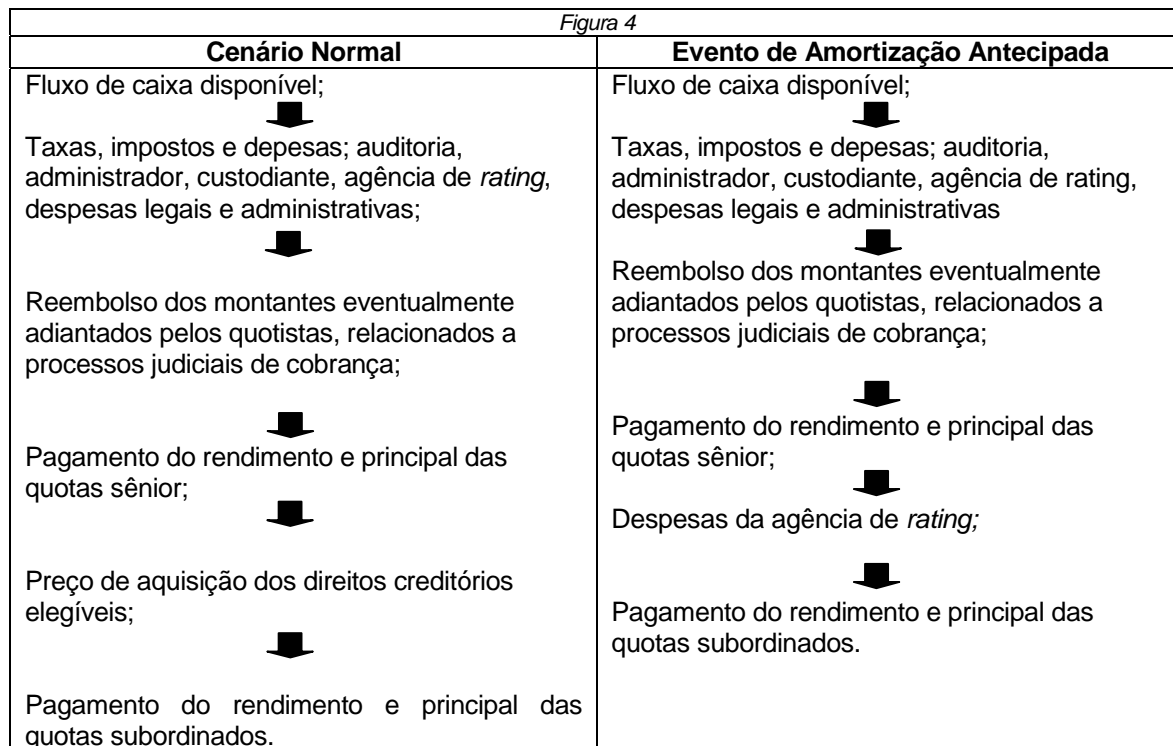 Figura 4
Cenário Normal
Fluxo de caixa disponível;
Taxas, impostos e depesas; auditoria,
administrador, custodiante, agência de rating,
despesas legais e administrativas;
Reembolso dos montantes eventualmente
adiantados pelos quotistas, relacionados a
processos judiciais de cobrança;
Pagamento do rendimento e principal das
quotas sênior;
Preço de aquisição dos direitos creditórios
elegíveis;
Pagamento do rendimento e principal das
quotas subordinados.
Evento de Amortização Antecipada
Fluxo de caixa disponível;
Taxas, impostos e depesas; auditoria,
administrador, custodiante, agência de rating,
despesas legais e administrativas
Reembolso dos montantes eventualmente
adiantados pelos quotistas, relacionados a
processos judiciais de cobrança;
Pagamento do rendimento e principal das
quotas sênior;
Despesas da agência de rating;
Pagamento do rendimento e principal das
quotas subordinados.